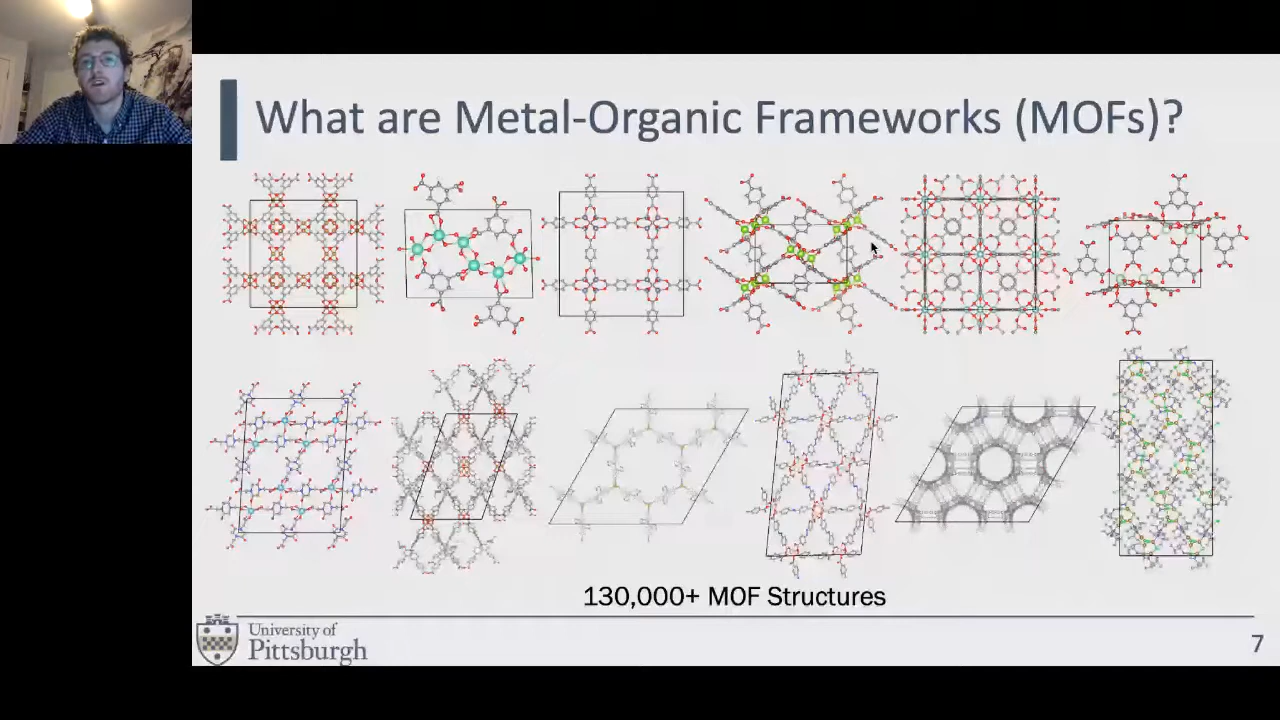 What are Metal-Organic Frameworks (MOFs)?
130,000+ MOF Structures
University of
Pittsburgh
7